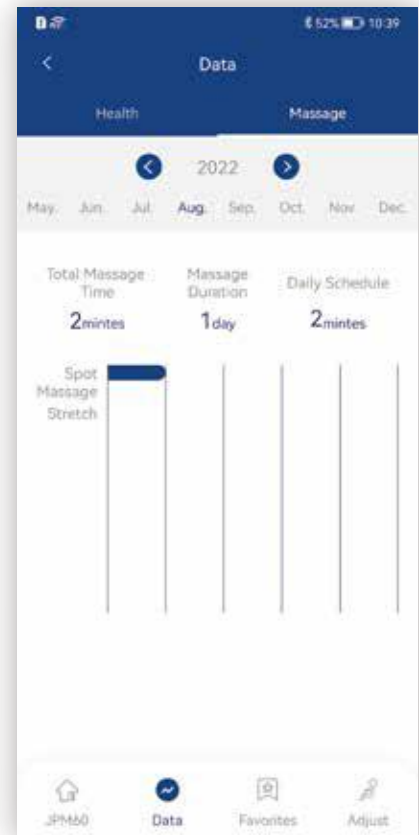 52% 10:39
Data
Health Massage
2022
May. Jun. Jul. Aug. Sep. Oct. Nov. Dec.
Total Massage Massage Daily Schedule
Time Duration
2mintes 1day 2mintes
Spot
Massage
Stretch
JPM60 Data Favorites Adjust